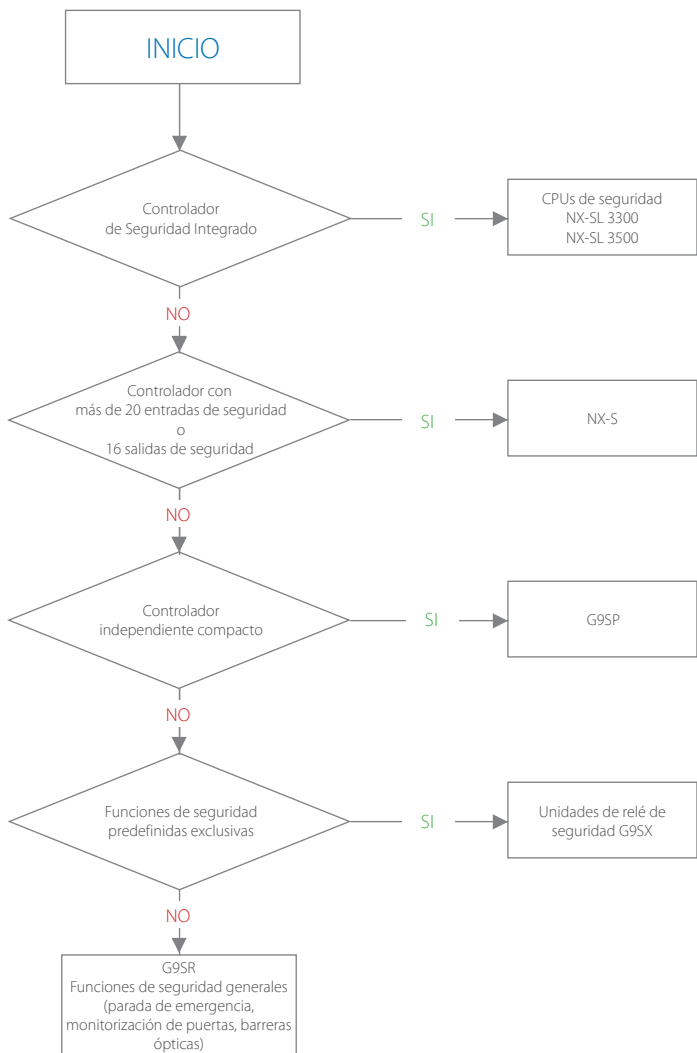 INICIO
Controlador
de Seguridad Integrado
SI
CPUs de seguridad
NX-SL 3300
NX-SL 3500
NO
Controlador con
más de 20 entradas de seguridad
o
16 salidas de seguridad
SI
NX-S
NO
Controlador
independiente compacto
SI
G9SP
NO
Funciones de seguridad
predefinidas exclusivas
SI
Unidades de relé de
seguridad G9SX
NO
G9SR
Funciones de seguridad generales
(parada de emergencia,
monitorización de puertas, barreras
ópticas)